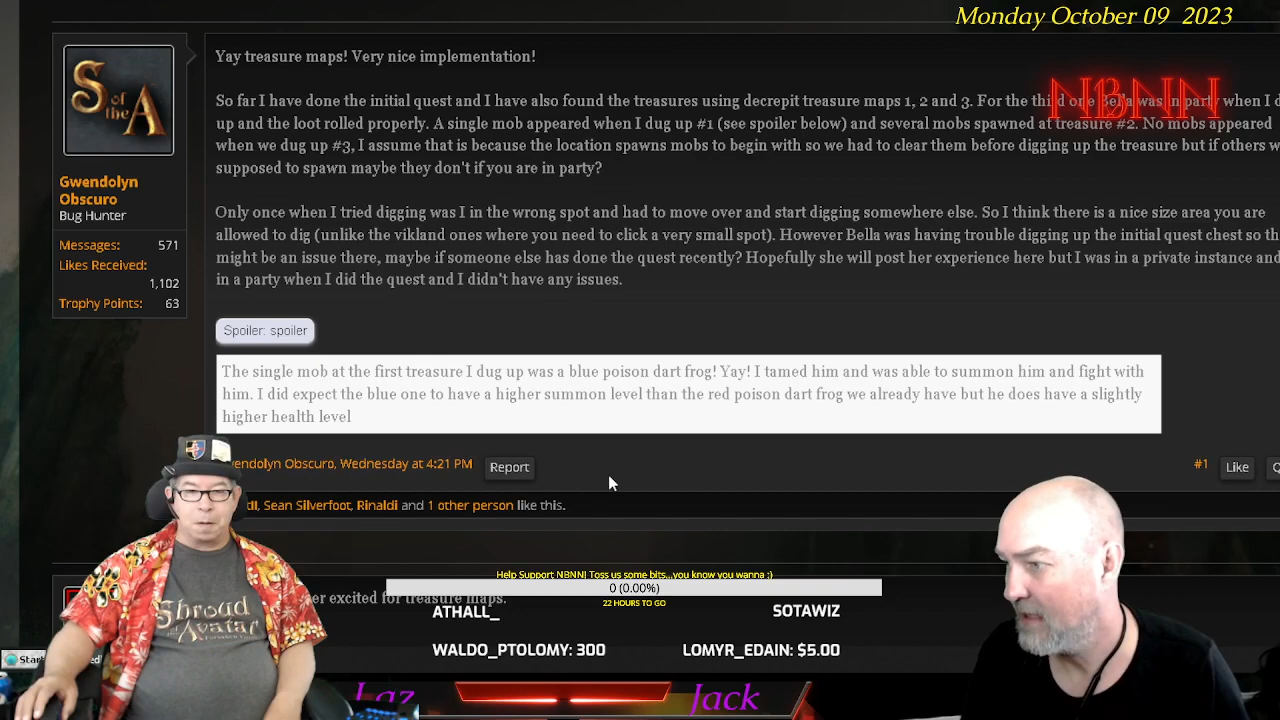 Monday October 09 2023
NBNN
S of the A
Gwendolyn
Obscuro
Bug Hunter
Messages: 571
Likes Received:
1,102
Trophy Points: 63
Yay treasure maps! Very nice implementation!
So far I have done the initial quest and I have also found the treasures using decrepit treasure maps 1, 2 and 3. For the third one Bella was in party when I d
up and the loot rolled properly. A single mob appeared when I dug up #1 (see spoiler below) and several mobs spawned at treasure #2. No mobs appeared
when we dug up #3, I assume that is because the location spawns mobs to begin with so we had to clear them before digging up the treasure but if others w
supposed to spawn maybe they don't if you are in party?
Only once when I tried digging was I in the wrong spot and had to move over and start digging somewhere else. So I think there is a nice size area you are
allowed to dig (unlike the vikland ones where you need to click a very small spot). However Bella was having trouble digging up the initial quest chest so th
might be an issue there, maybe if someone else has done the quest recently? Hopefully she will post her experience here but I was in a private instance and
in a party when I did the quest and I didn't have any issues.
Spoiler: spoiler
The single mob at the first treasure I dug up was a blue poison dart frog! Yay! I tamed him and was able to summon him and fight with
him. I did expect the blue one to have a higher summon level than the red poison dart frog we already have but he does have a slightly
higher health level
endolyn Obscuro, Wednesday at 4:21 PM Report #1 Like
Sean Silverfoot, Rinaldi and 1 other person like this.
Help Support NBNN! Toss us some bits...you know you wanna :)
0 (0.00%)
22 HOURS TO GO
er excited for treasure maps.
ATHALL_ SOTAWIZ
WALDO_PTOLOMY: 300 LOMYR_EDAIN: $5.00
Shroud
of the
Avatar
Start
Laz Jack